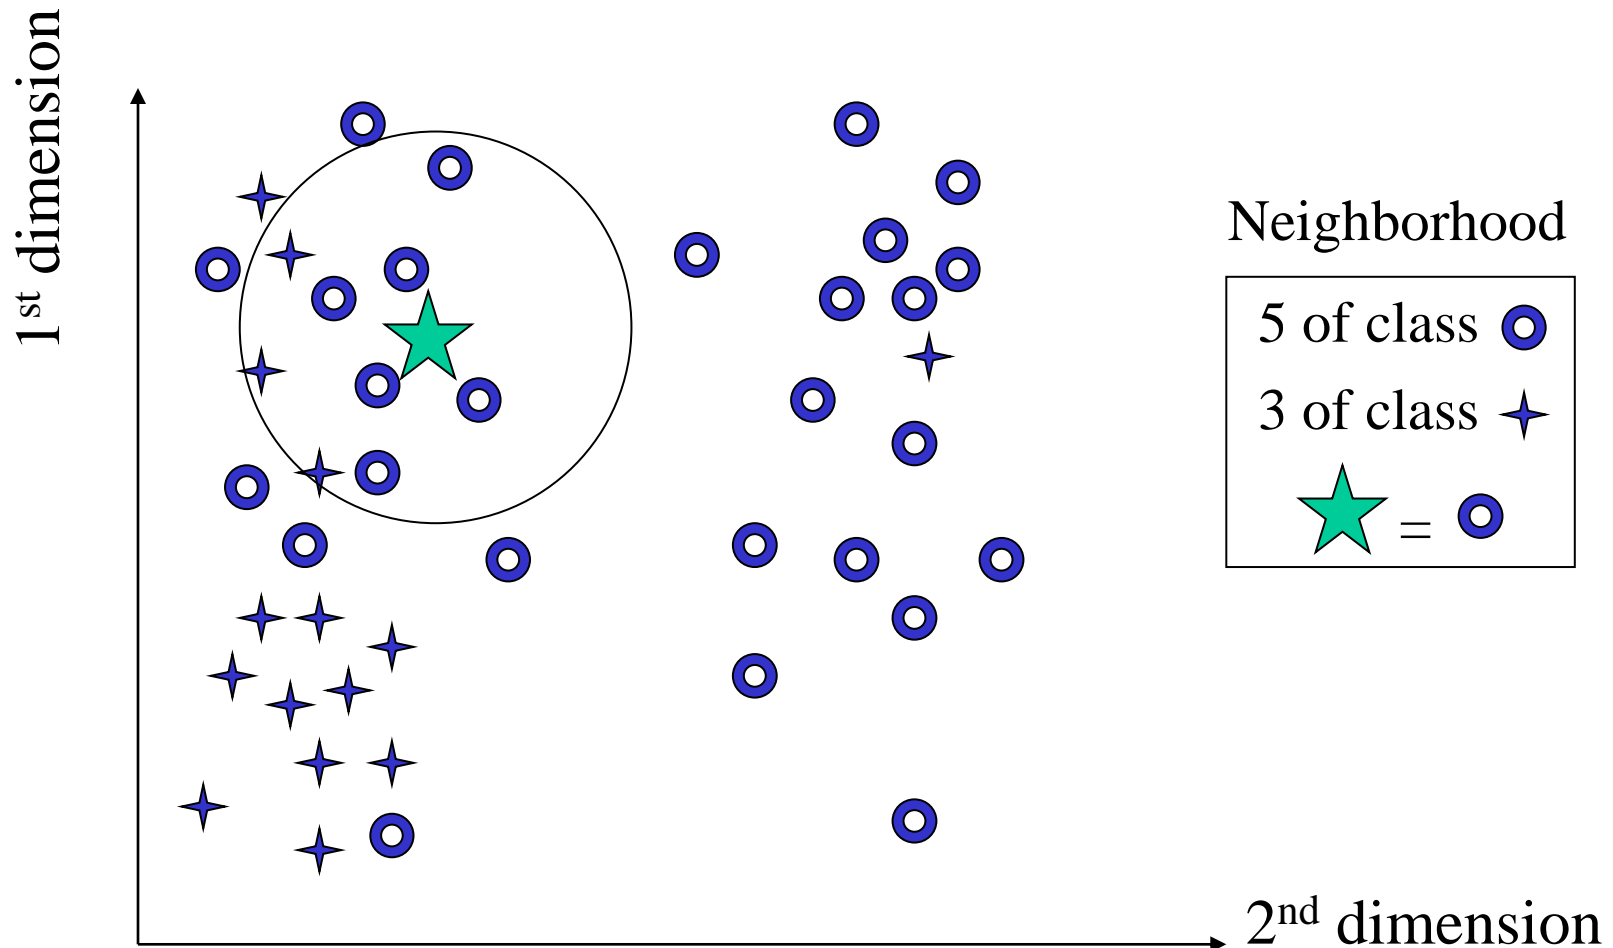 1st dimension
Neighborhood
5 of class
3 of class
=
2nd dimension